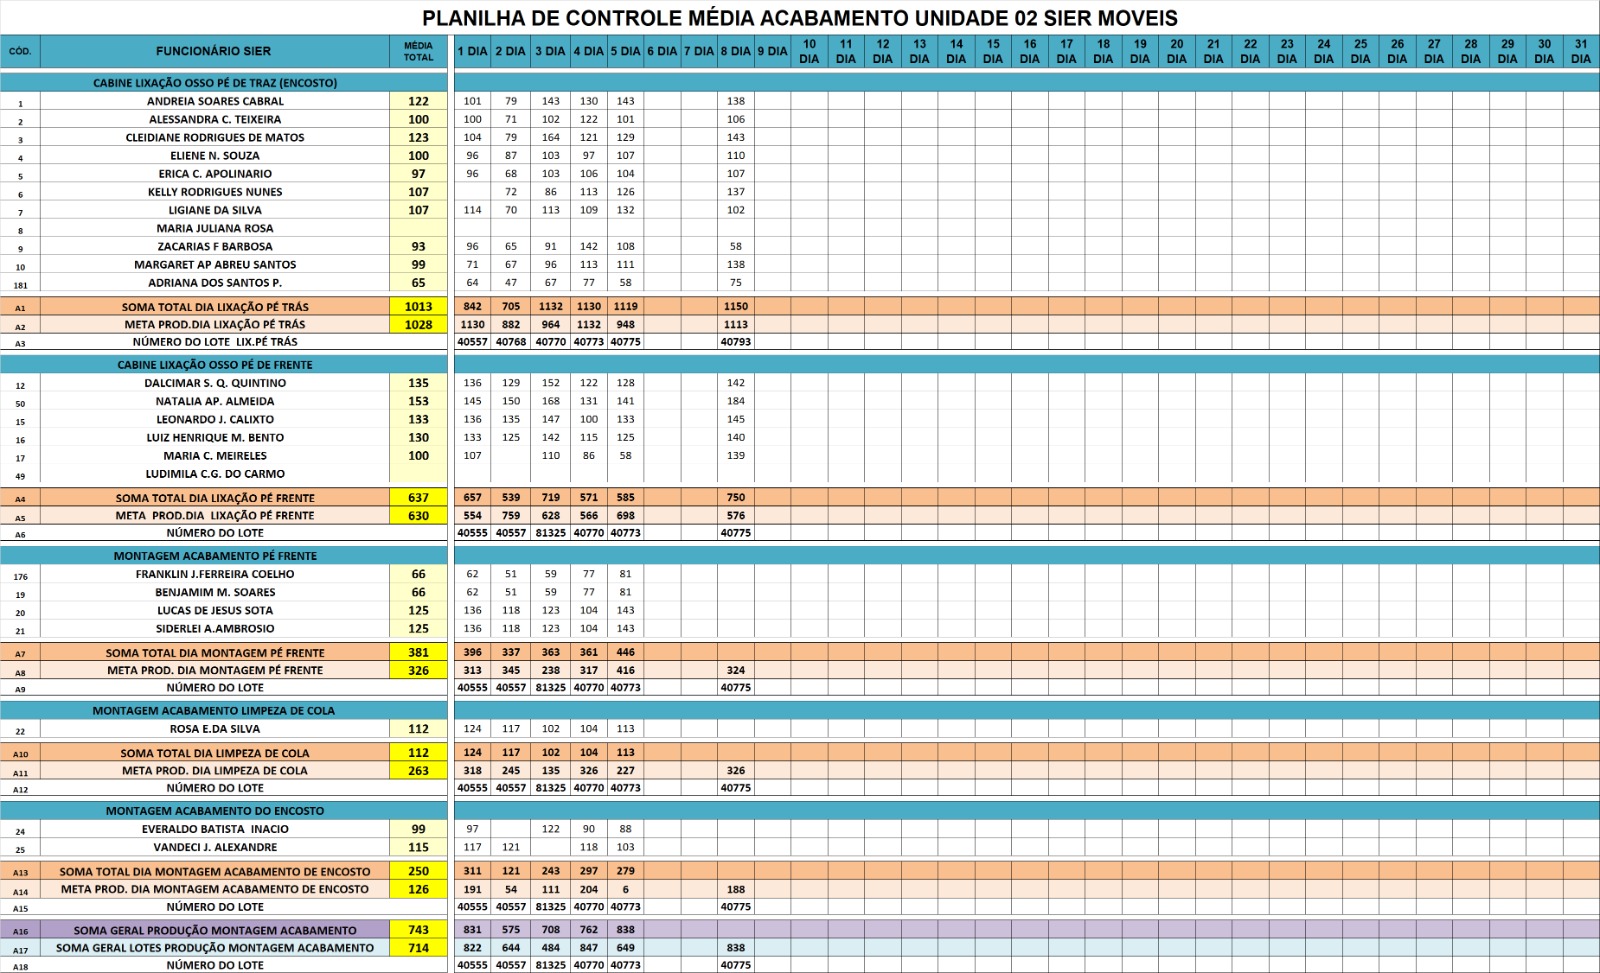 PLANILHA DE CONTROLE MÉDIA ACABAMENTO UNIDADE 02 SIER MOVEIS
CÓD. FUNCIONÁRIO SIER MÉDIA TOTAL 1 DIA 2 DIA 3 DIA 4 DIA 5 DIA 6 DIA 7 DIA 8 DIA 9 DIA 10 DIA 11 DIA 12 DIA 13 DIA 14 DIA 15 DIA 16 DIA 17 DIA 18 DIA 19 DIA 20 DIA 21 DIA 22 DIA 23 DIA 24 DIA 25 DIA 26 DIA 27 DIA 28 DIA 29 DIA 30 DIA 31 DIA
CABINE LIXAÇÃO OSSO PÉ DE TRAZ (ENCOSTO)
1 ANDREIA SOARES CABRAL 122 101 79 143 130 143 138
2 ALESSANDRA C. TEIXEIRA 100 100 71 102 122 101 106
3 CLEIDIANE RODRIGUES DE MATOS 123 104 79 164 121 129 143
4 ELIENE N. SOUZA 100 96 87 103 97 107 110
5 ERICA C. APOLINARIO 97 96 68 103 106 104 107
6 KELLY RODRIGUES NUNES 107 72 86 113 126 137
7 LIGIANE DA SILVA 107 114 70 113 109 132 102
8 MARIA JULIANA ROSA
9 ZACARIAS F BARBOSA 93 96 65 91 142 108 58
10 MARGARET AP ABREU SANTOS 99 71 67 96 113 111 138
181 ADRIANA DOS SANTOS P. 65 64 47 67 77 58 75
A1 SOMA TOTAL DIA LIXAÇÃO PÉ TRÁS 1013 842 705 1132 1130 1119 1150
A2 META PROD.DIA LIXAÇÃO PÉ TRÁS 1028 1130 882 964 1132 948 1113
A3 NÚMERO DO LOTE LIX.PÉ TRÁS 40557 40768 40770 40773 40775 40793
CABINE LIXAÇÃO OSSO PÉ DE FRENTE
12 DALCIMAR S. Q. QUINTINO 135 136 129 152 122 128 142
50 NATALIA AP. ALMEIDA 153 145 150 168 131 141 184
15 LEONARDO J. CALIXTO 133 136 135 147 100 133 145
16 LUIZ HENRIQUE M. BENTO 130 133 125 142 115 125 140
17 MARIA C. MEIRELES 100 107 110 86 58 139
49 LUDIMILA C.G. DO CARMO
A4 SOMA TOTAL DIA LIXAÇÃO PÉ FRENTE 637 657 539 719 571 585 750
A5 META PROD.DIA LIXAÇÃO PÉ FRENTE 630 554 759 628 566 698 576
A6 NÚMERO DO LOTE 40555 40557 81325 40770 40773 40775
MONTAGEM ACABAMENTO PÉ FRENTE
176 FRANKLIN J.FERREIRA COELHO 66 62 51 59 77 81
19 BENJAMIM M. SOARES 66 62 51 59 77 81
20 LUCAS DE JESUS SOTA 125 136 118 123 104 143
21 SIDERLEI A.AMBROSIO 125 136 118 123 104 143
A7 SOMA TOTAL DIA MONTAGEM PÉ FRENTE 381 396 337 363 361 446
A8 META PROD. DIA MONTAGEM PÉ FRENTE 326 313 345 238 317 416 324
A9 NÚMERO DO LOTE 40555 40557 81325 40770 40773 40775
MONTAGEM ACABAMENTO LIMPEZA DE COLA
22 ROSA E.DA SILVA 112 124 117 102 104 113
A10 SOMA TOTAL DIA LIMPEZA DE COLA 112 124 117 102 104 113
A11 META PROD. DIA LIMPEZA DE COLA 263 318 245 135 326 227 326
A12 NÚMERO DO LOTE 40555 40557 81325 40770 40773 40775
MONTAGEM ACABAMENTO DO ENCOSTO
24 EVERALDO BATISTA INACIO 99 97 122 90 88
25 VANDECI J. ALEXANDRE 115 117 121 118 103
A13 SOMA TOTAL DIA MONTAGEM ACABAMENTO DE ENCOSTO 250 311 121 243 297 279
A14 META PROD. DIA MONTAGEM ACABAMENTO DE ENCOSTO 126 191 54 111 204 6 188
A15 NÚMERO DO LOTE 40555 40557 81325 40770 40773 40775
A16 SOMA GERAL PRODUÇÃO MONTAGEM ACABAMENTO 743 831 575 708 762 838
A17 SOMA GERAL LOTES PRODUÇÃO MONTAGEM ACABAMENTO 714 822 644 484 847 649 838
A18 NÚMERO DO LOTE 40555 40557 81325 40770 40773 40775